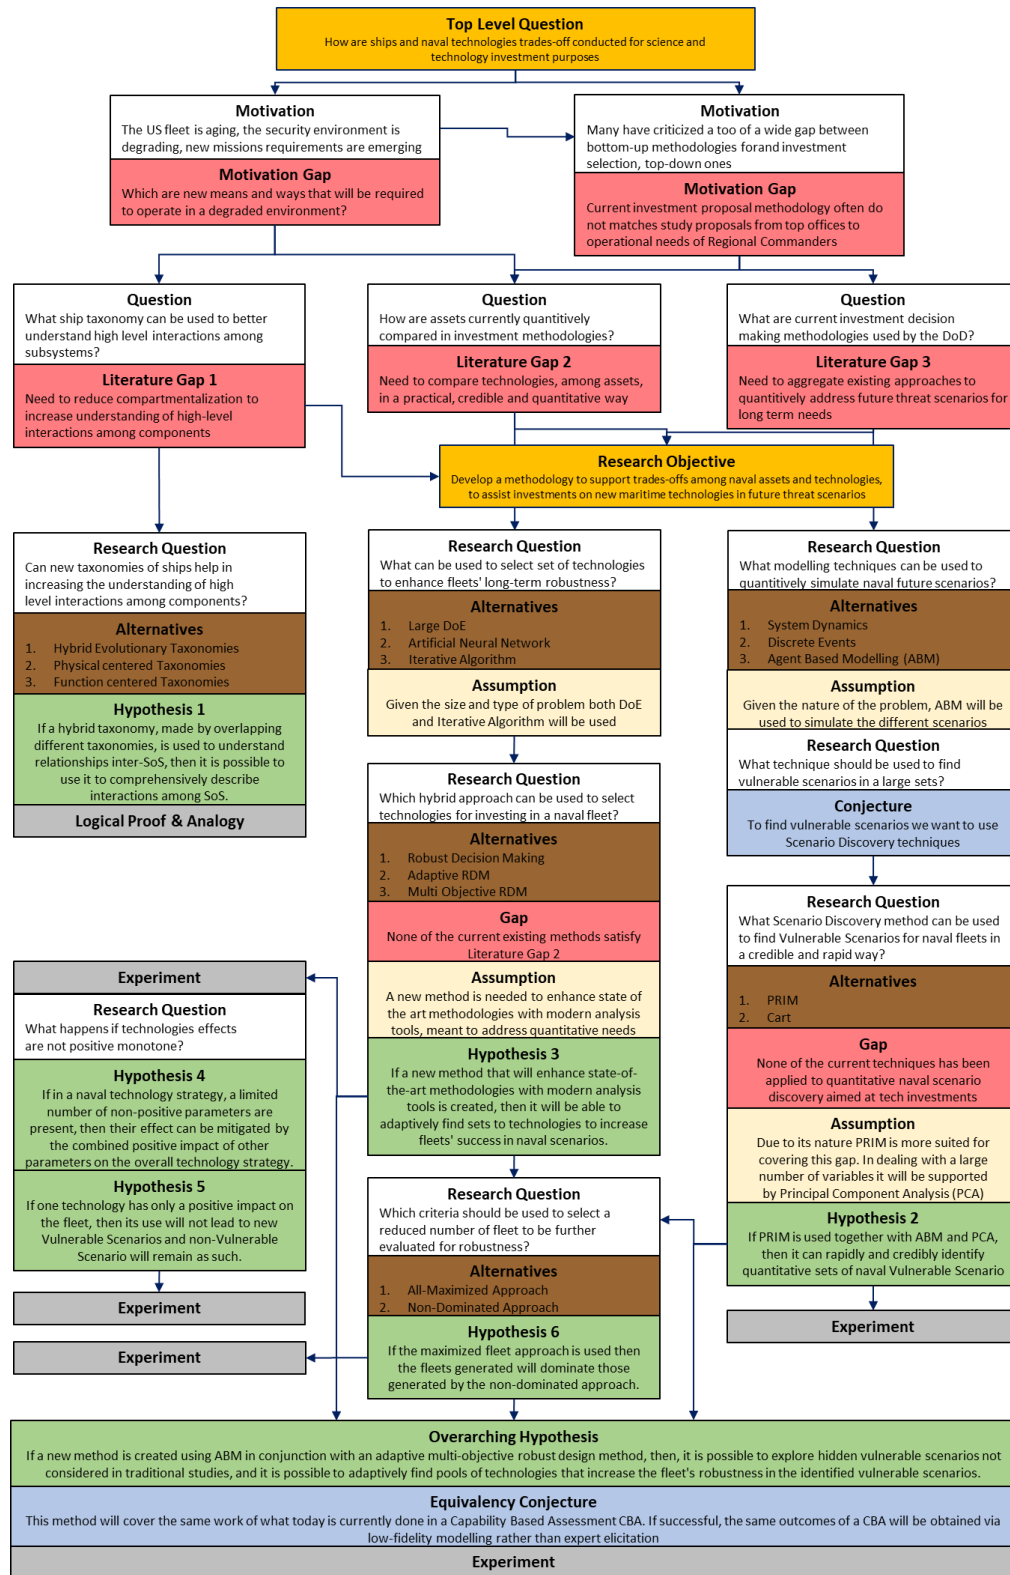 Top Level Question
How are ships and naval technologies trades-off conducted for science and
technology investment purposes
Motivation
The US fleet is aging, the security environment is
degrading, new missions requirements are emerging
Motivation Gap
Which are new means and ways that will be required
to operate in a degraded environment?
Motivation
Many have criticized a too of a wide gap between
bottom-up methodologies forand investment
selection, top-down ones
Motivation Gap
Current investment proposal methodology often do
not matches study proposals from top offices to
operational needs of Regional Commanders
Question
What ship taxonomy can be used to better
understand high level interactions among
subsystems?
Literature Gap 1
Need to reduce compartmentalization to
increase understanding of high-level
interactions among components
Question
How are assets currently quantitively
compared in investment methodologies?
Literature Gap 2
Need to compare technologies, among assets,
in a practical, credible and quantitative way
Question
What are current investment decision
making methodologies used by the DoD?
Literature Gap 3
Need to aggregate existing approaches to
quantitively address future threat scenarios for
long term needs
Research Objective
Develop a methodology to support trades-offs among naval assets and technologies,
to assist investments on new maritime technologies in future threat scenarios
Research Question
Can new taxonomies of ships help in
increasing the understanding of high
level interactions among components?
Alternatives
1. Hybrid Evolutionary Taxonomies
2. Physical centered Taxonomies
3. Function centered Taxonomies
Hypothesis 1
If a hybrid taxonomy, made by overlapping
different taxonomies, is used to understand
relationships inter-SoS, then it is possible to
use it to comprehensively describe
interactions among SoS.
Logical Proof & Analogy
Research Question
What can be used to select set of technologies
to enhance fleets' long-term robustness?
Alternatives
1. Large DoE
2. Artificial Neural Network
3. Iterative Algorithm
Assumption
Given the size and type of problem both DoE
and Iterative Algorithm will be used
Research Question
Which hybrid approach can be used to select
technologies for investing in a naval fleet?
Alternatives
1. Robust Decision Making
2. Adaptive RDM
3. Multi Objective RDM
Gap
None of the current existing methods satisfy
Literature Gap 2
Assumption
A new method is needed to enhance state of
the art methodologies with modern analysis
tools, meant to address quantitative needs
Hypothesis 3
If a new method that will enhance state-of-
the-art methodologies with modern analysis
tools is created, then it will be able to
adaptively find sets to technologies to increase
fleets' success in naval scenarios.
Research Question
Which criteria should be used to select a
reduced number of fleet to be further
evaluated for robustness?
Alternatives
1. All-Maximized Approach
2. Non-Dominated Approach
Hypothesis 6
If the maximized fleet approach is used then
the fleets generated will dominate those
generated by the non-dominated approach.
Research Question
What modelling techniques can be used to
quantitively simulate naval future scenarios?
Alternatives
1. System Dynamics
2. Discrete Events
3. Agent Based Modelling (ABM)
Assumption
Given the nature of the problem, ABM will be
used to simulate the different scenarios
Research Question
What technique should be used to find
vulnerable scenarios in a large sets?
Conjecture
To find vulnerable scenarios we want to use
Scenario Discovery techniques
Research Question
What Scenario Discovery method can be used
to find Vulnerable Scenarios for naval fleets in
a credible and rapid way?
Alternatives
1. PRIM
2. Cart
Gap
None of the current techniques has been
applied to quantitative naval scenario
discovery aimed at tech investments
Assumption
Due to its nature PRIM is more suited for
covering this gap. In dealing with a large
number of variables it will be supported
by Principal Component Analysis (PCA)
Hypothesis 2
If PRIM is used together with ABM and PCA,
then it can rapidly and credibly identify
quantitative sets of naval Vulnerable Scenario
Experiment
Experiment
Research Question
What happens if technologies effects
are not positive monotone?
Hypothesis 4
If in a naval technology strategy, a limited
number of non-positive parameters are
present, then their effect can be mitigated by
the combined positive impact of other
parameters on the overall technology strategy.
Hypothesis 5
If one technology has only a positive impact on
the fleet, then its use will not lead to new
Vulnerable Scenarios and non-Vulnerable
Scenario will remain as such.
Experiment
Experiment
Overarching Hypothesis
If a new method is created using ABM in conjunction with an adaptive multi-objective robust design method, then, it is possible to explore hidden vulnerable scenarios not
considered in traditional studies, and it is possible to adaptively find pools of technologies that increase the fleet's robustness in the identified vulnerable scenarios.
Equivalency Conjecture
This method will cover the same work of what today is currently done in a Capability Based Assessment CBA. If successful, the same outcomes of a CBA will be obtained via
low-fidelity modelling rather than expert elicitation
Experiment